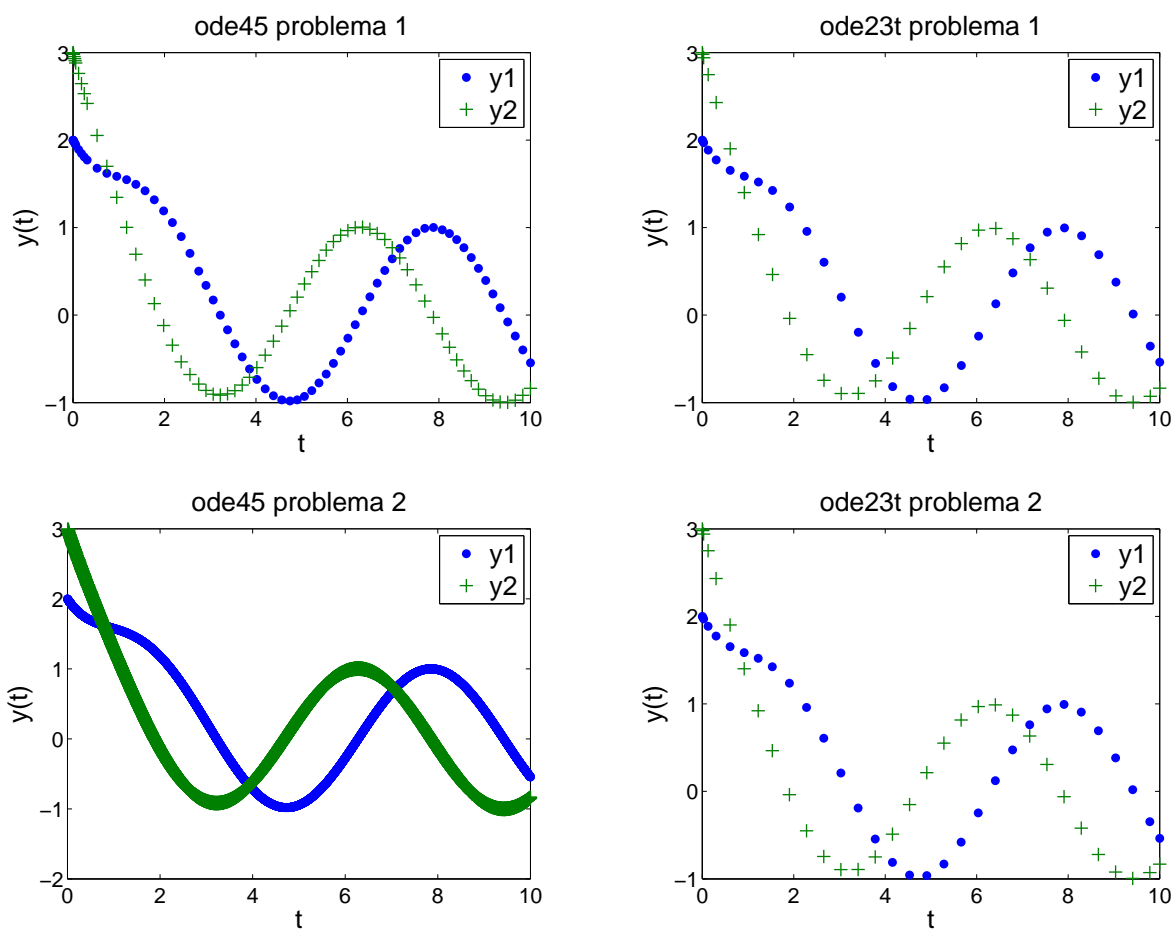 ode45 problema 1
3
2
1
0
−1
0 2 4 6 8 10
y(t)
t
y1
y2
ode23t problema 1
3
2
1
0
−1
0 2 4 6 8 10
y(t)
t
y1
y2
ode45 problema 2
3
2
1
0
−1
−2
0 2 4 6 8 10
y(t)
t
y1
y2
ode23t problema 2
3
2
1
0
−1
0 2 4 6 8 10
y(t)
t
y1
y2